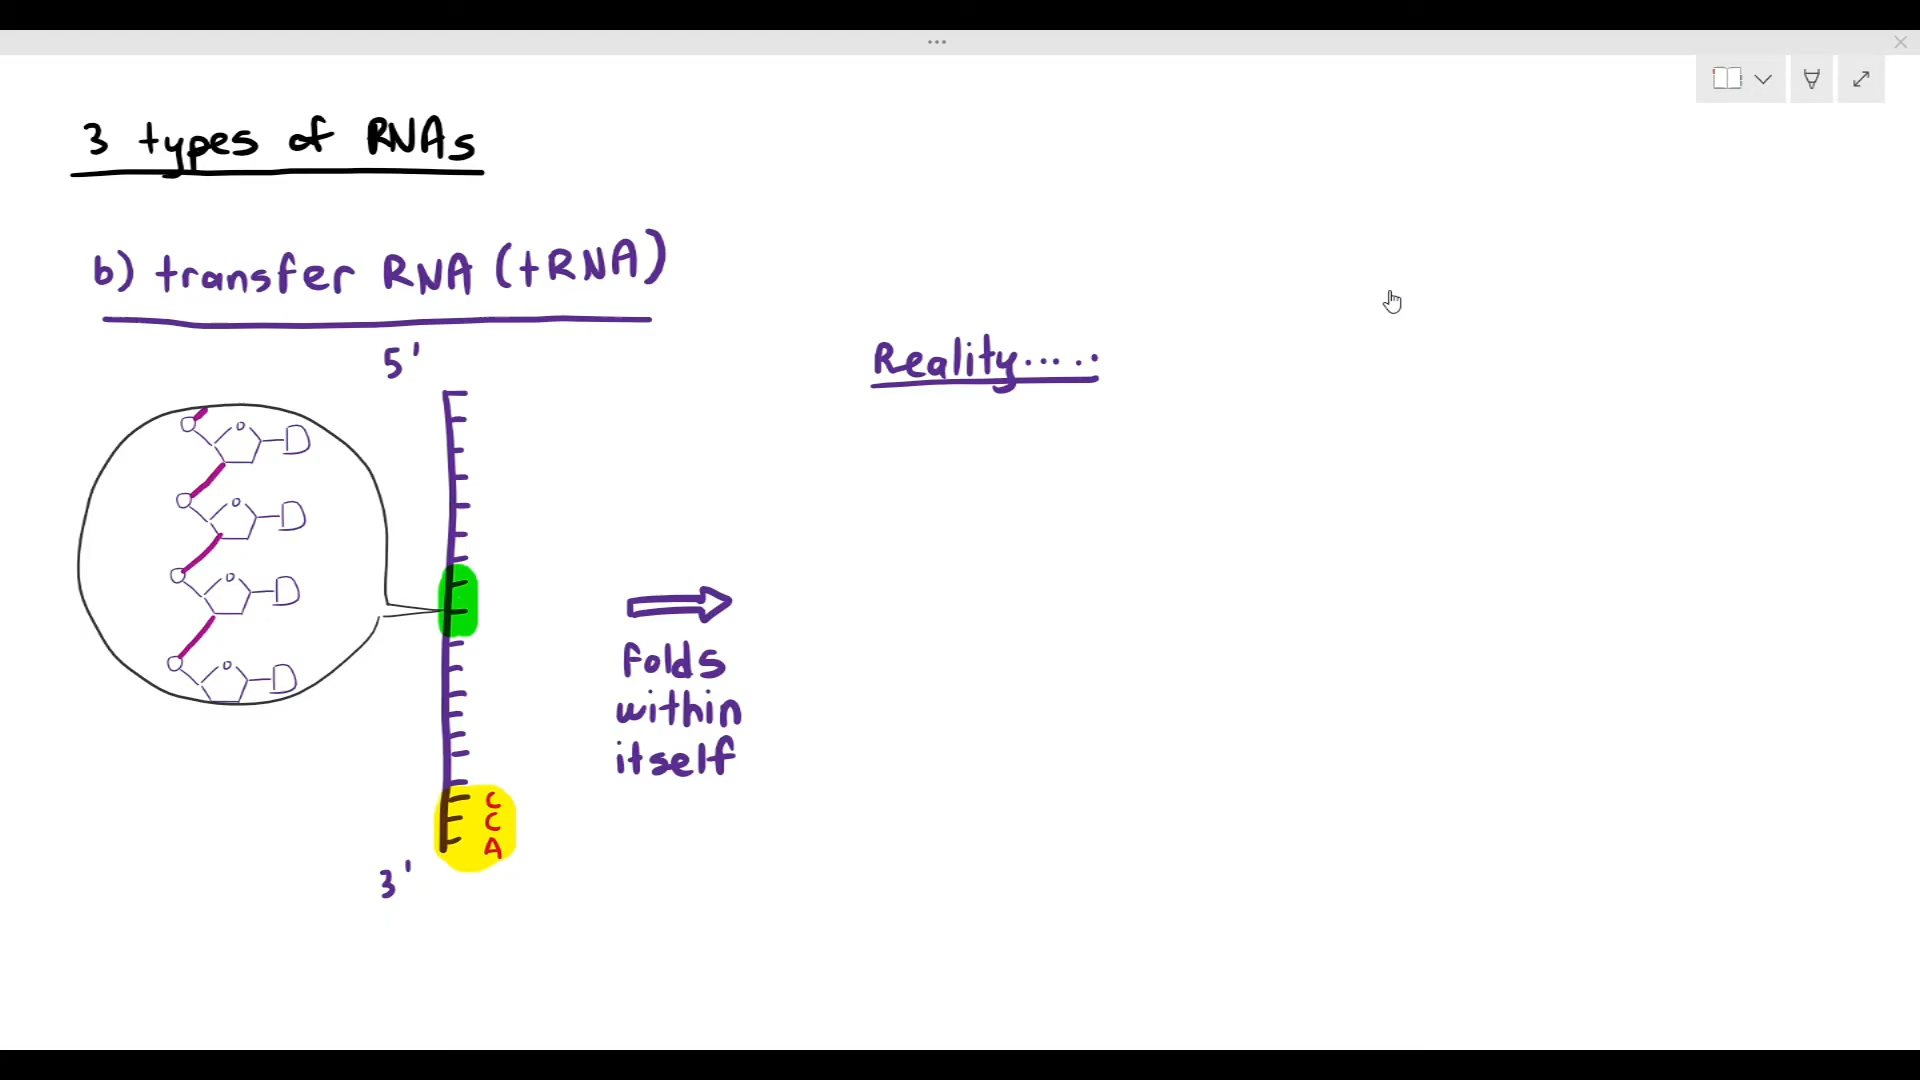 3 types of RNAs
b) transfer RNA (tRNA)
5'
Reality.....
folds
within
itself
C
C
A
3'